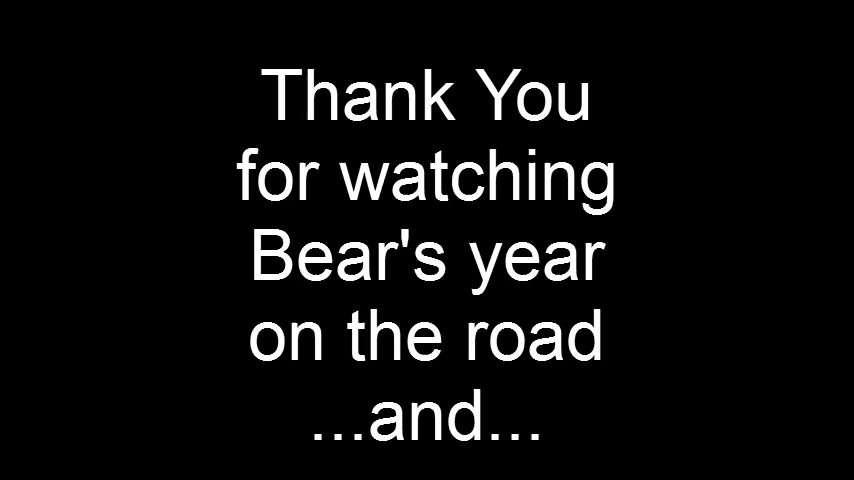 Thank You
for watching
Bear's year
on the road
...and...